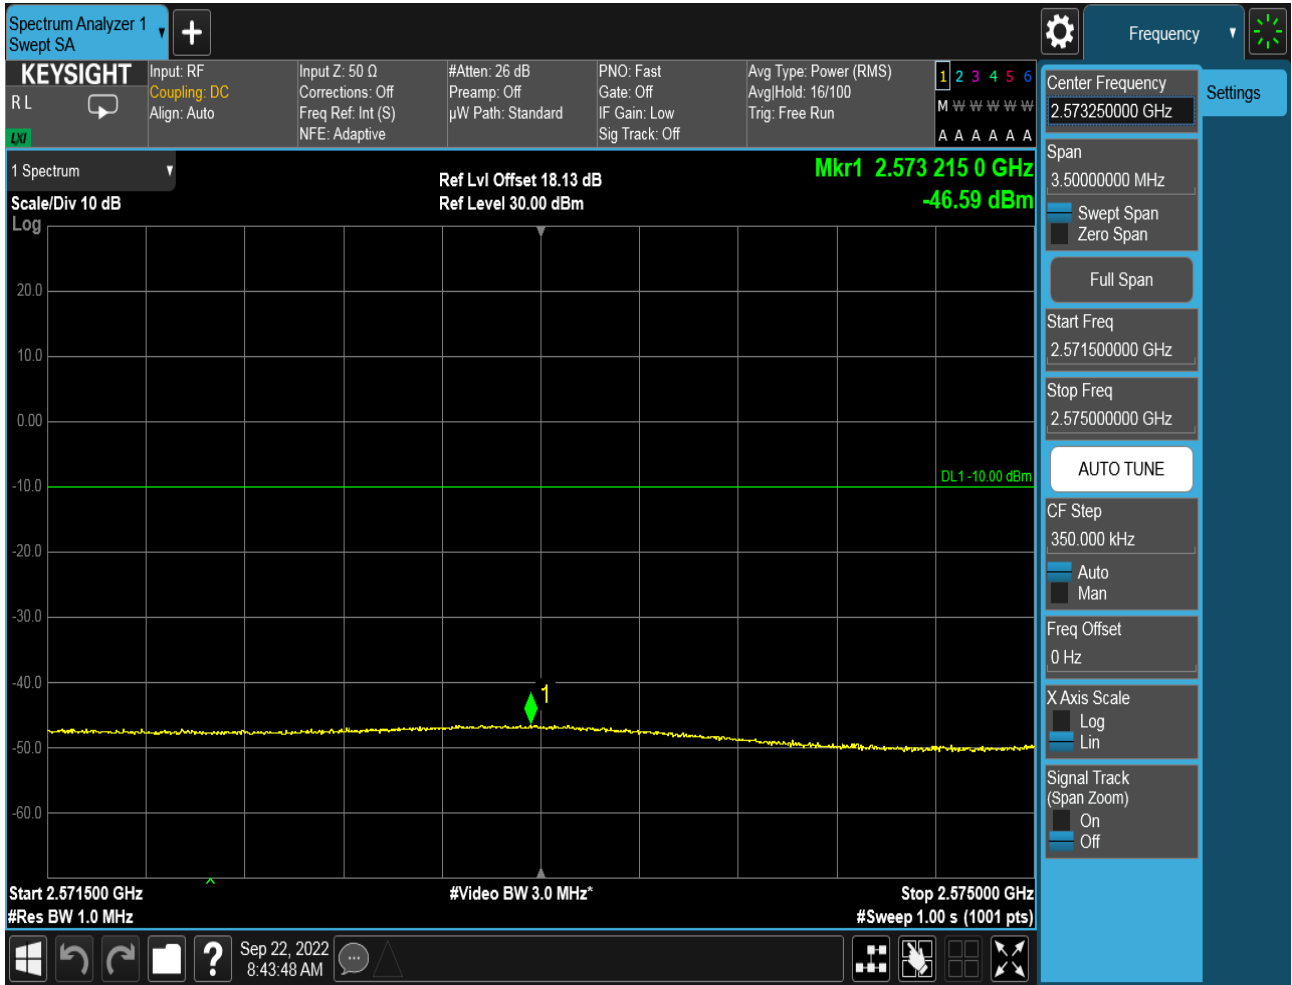 Spectrum Analyzer 1
Swept SA
Frequency
KEYSIGHT
R L
LXI
Input: RF
Coupling: DC
Align: Auto
Input Z: 50 Ω
Corrections: Off
Freq Ref: Int (S)
NFE: Adaptive
#Atten: 26 dB
Preamp: Off
µW Path: Standard
PNO: Fast
Gate: Off
IF Gain: Low
Sig Track: Off
Avg Type: Power (RMS)
Avg|Hold: 16/100
Trig: Free Run
1 2 3 4 5 6
M W W W W W
A A A A A A
1 Spectrum
Scale/Div 10 dB
Log
Ref Lvl Offset 18.13 dB
Ref Level 30.00 dBm
Mkr1 2.573 215 0 GHz
-46.59 dBm
20.0
10.0
0.00
-10.0
-20.0
-30.0
-40.0
-50.0
-60.0
DL1 -10.00 dBm
1
Start 2.571500 GHz
#Res BW 1.0 MHz
#Video BW 3.0 MHz*
Stop 2.575000 GHz
#Sweep 1.00 s (1001 pts)
Center Frequency
2.573250000 GHz
Settings
Span
3.50000000 MHz
Swept Span
Zero Span
Full Span
Start Freq
2.571500000 GHz
Stop Freq
2.575000000 GHz
AUTO TUNE
CF Step
350.000 kHz
Auto
Man
Freq Offset
0 Hz
X Axis Scale
Log
Lin
Signal Track
(Span Zoom)
On
Off
?
Sep 22, 2022
8:43:48 AM